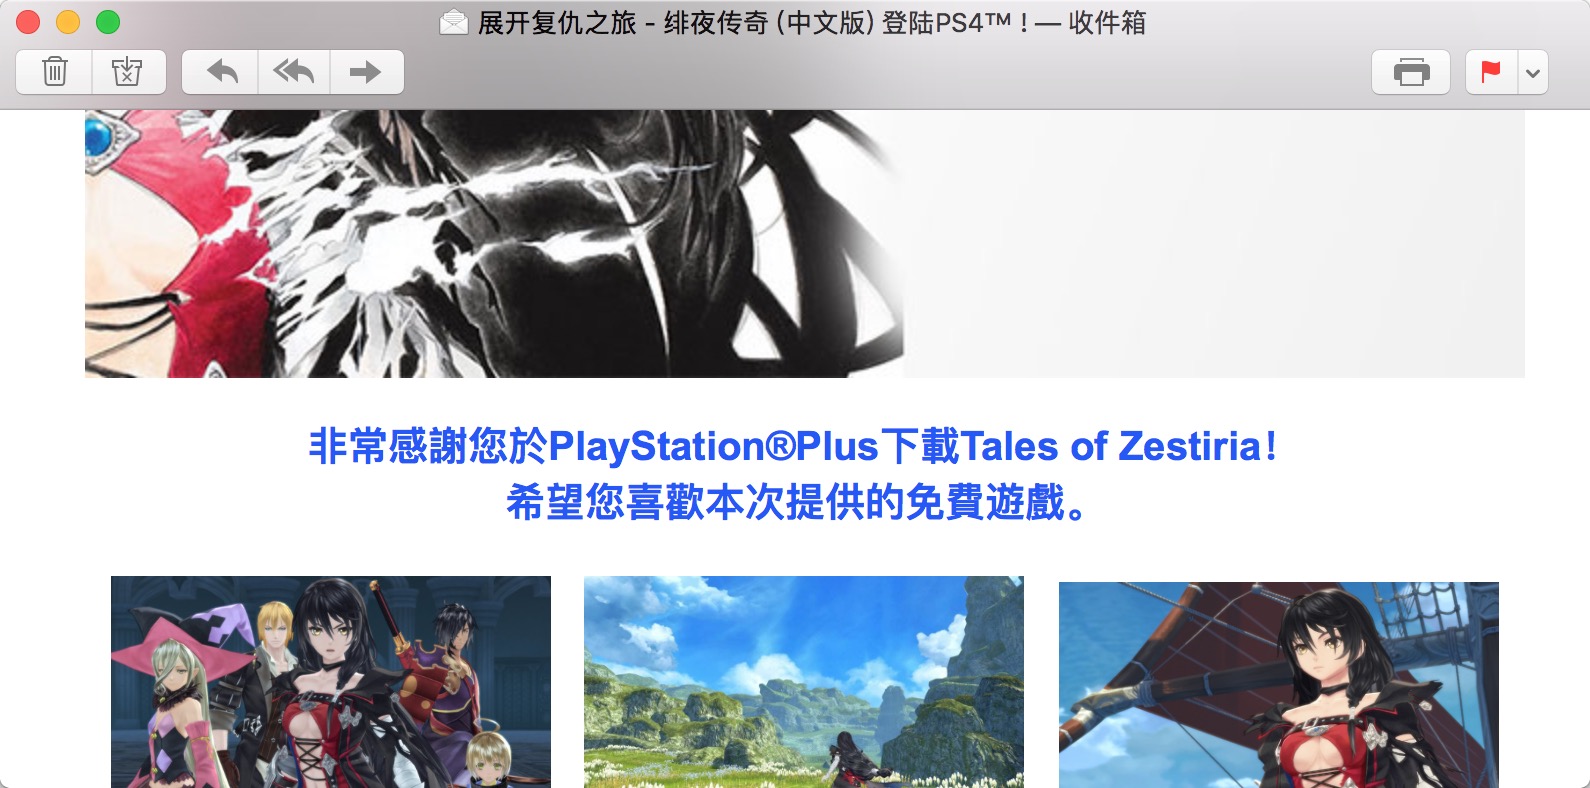 展开复仇之旅 - 绯夜传奇 (中文版) 登陆PS4™ ! — 收件箱
非常感謝您於PlayStation®Plus下載Tales of Zestiria!
希望您喜歡本次提供的免費遊戲。